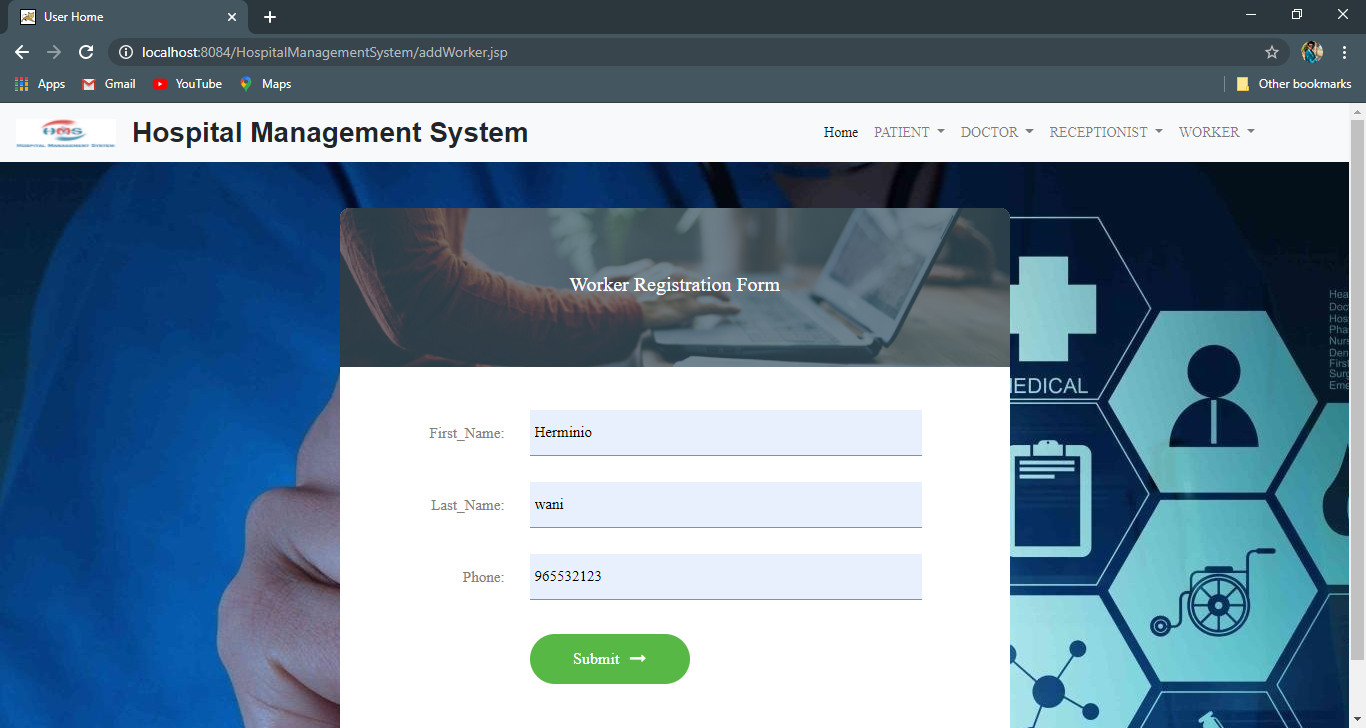 User Home
localhost:8084/HospitalManagementSystem/addWorker.jsp
Apps Gmail YouTube Maps Other bookmarks
HMS
HOSPITAL MANAGEMENT SYSTEM
Hospital Management System Home PATIENT DOCTOR RECEPTIONIST WORKER
Worker Registration Form
EDICAL
Hea
Doc
Hos
Pha
Nurs
Den
First
Surg
Eme
First_Name: Herminio
Last_Name: wani
Phone: 965532123
Submit